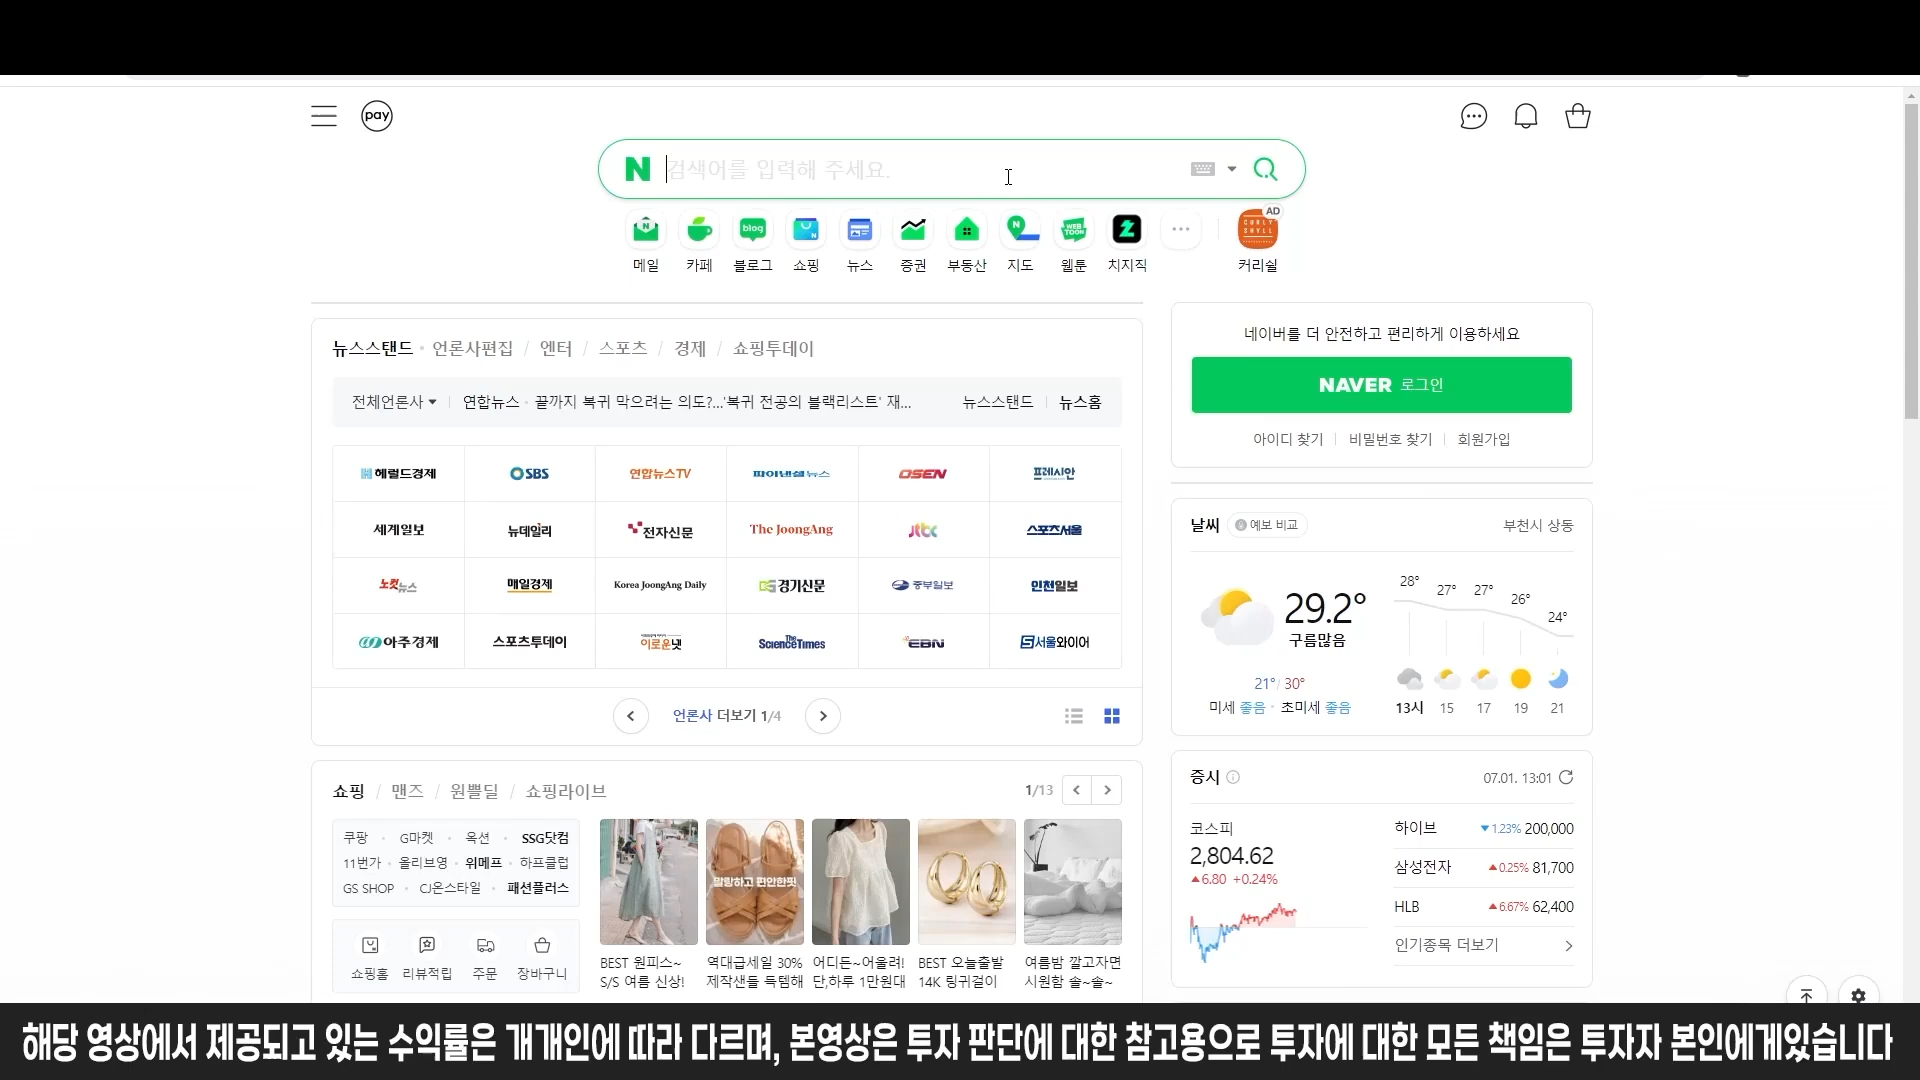 pay
N 검색어를 입력해 주세요.
AD
CURLY SHYLL
메일 카페 블로그 쇼핑 뉴스 증권 부동산 지도 웹툰 치지직 커리쉴
뉴스스탠드 · 언론사편집 / 엔터 / 스포츠 / 경제 / 쇼핑투데이
전체언론사 연합뉴스 · 끝까지 복귀 막으려는 의도?...'복귀 전공의 블랙리스트' 재... 뉴스스탠드 뉴스홈
헤럴드경제 SBS 연합뉴스TV 파이낸셜뉴스 OSEN 프레시안
세계일보 뉴데일리 전자신문 The JoongAng jtbc 스포츠서울
노컷뉴스 매일경제 Korea JoongAng Daily 경기신문 중부일보 인천일보
아주경제 스포츠투데이 이로운넷 The ScienceTimes EBN 서울와이어
언론사 더보기 1/4
쇼핑 / 맨즈 / 원쁠딜 / 쇼핑라이브 1/13
쿠팡 · G마켓 · 옥션 · SSG닷컴
11번가 · 올리브영 · 위메프 · 하프클럽
GS SHOP · CJ온스타일 · 패션플러스
쇼핑홈 리뷰적립 주문 장바구니
말랑하고 편안한핏
BEST 원피스~
S/S 여름 신상!
역대급세일 30%
제작샌들 득템해
어디든~어울려!
단,하루 1만원대
BEST 오늘출발
14K 링귀걸이
여름밤 깔고자면
시원함 솔~솔~
네이버를 더 안전하고 편리하게 이용하세요
NAVER 로그인
아이디 찾기 비밀번호 찾기 회원가입
날씨 예보 비교 부천시 상동
29.2°
구름많음
21°/ 30°
미세 좋음 · 초미세 좋음
28° 27° 27° 26° 24°
13시 15 17 19 21
증시 07.01. 13:01
코스피
2,804.62
▲6.80 +0.24%
하이브 ▼1.23% 200,000
삼성전자 ▲0.25% 81,700
HLB ▲6.67% 62,400
인기종목 더보기
해당 영상에서 제공되고 있는 수익률은 개개인에 따라 다르며, 본영상은 투자 판단에 대한 참고용으로 투자에 대한 모든 책임은 투자자 본인에게있습니다